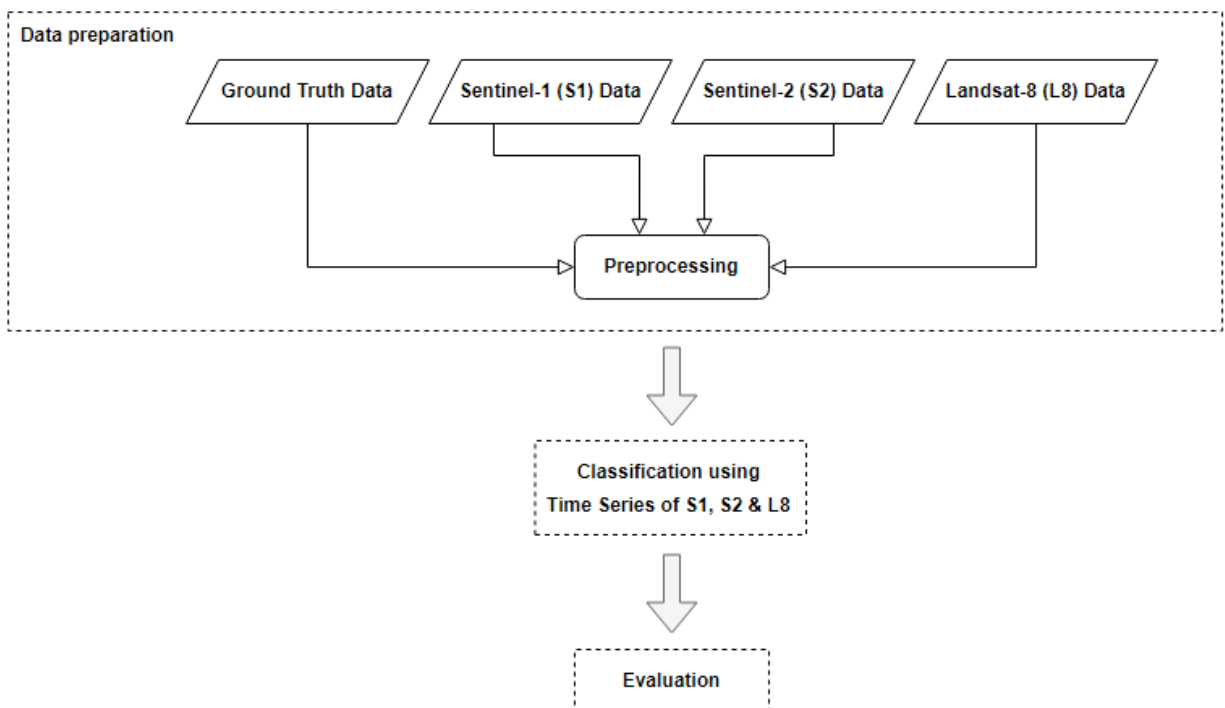 Data preparation
Ground Truth Data
Sentinel-1 (S1) Data
Sentinel-2 (S2) Data
Landsat-8 (L8) Data
Preprocessing
Classification using
Time Series of S1, S2 & L8
Evaluation